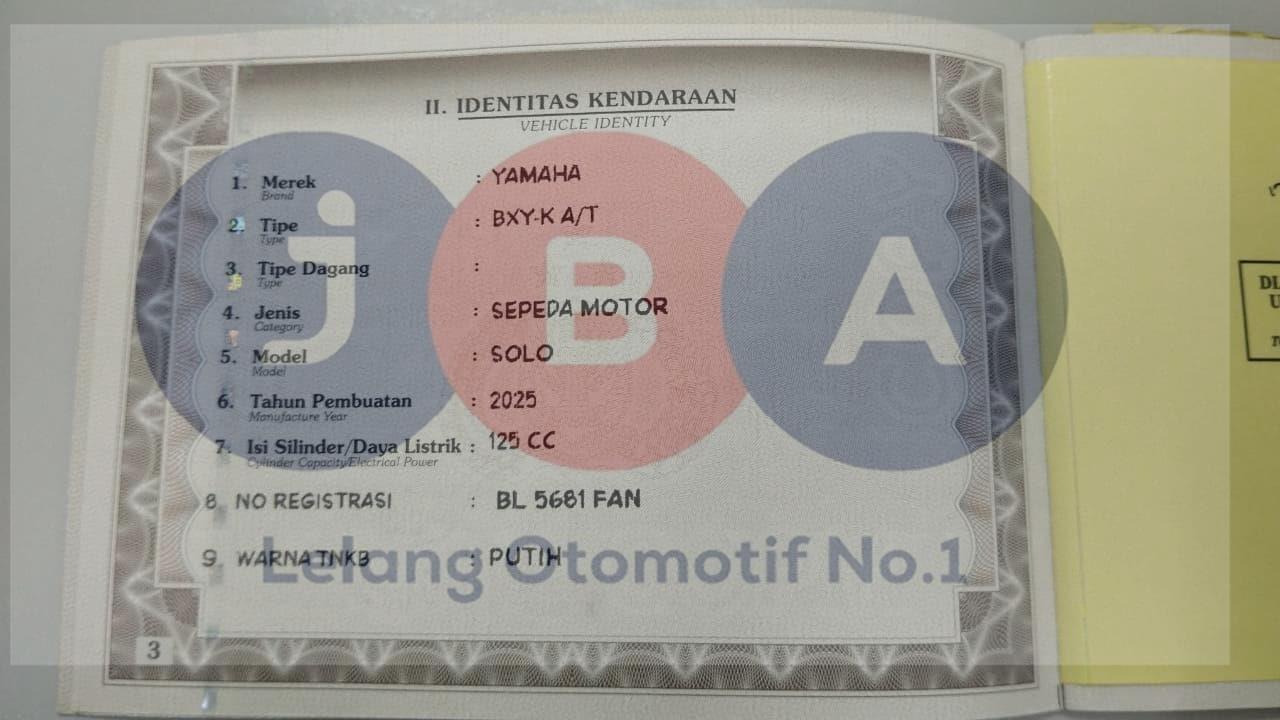 II. IDENTITAS KENDARAAN
VEHICLE IDENTITY
1. Merek : YAMAHA
Brand
2. Tipe : BXY-K A/T
Type
3. Tipe Dagang :
Type
4. Jenis : SEPEDA MOTOR
Category
5. Model : SOLO
Model
6. Tahun Pembuatan : 2025
Manufacture Year
7. Isi Silinder/Daya Listrik : 125 CC
Cylinder Capacity/Electrical Power
8 NO REGISTRASI : BL 5681 FAN
9. WARNA TNKB : PUTIH
3
jBA
Lelang Otomotif No.1
DL
U